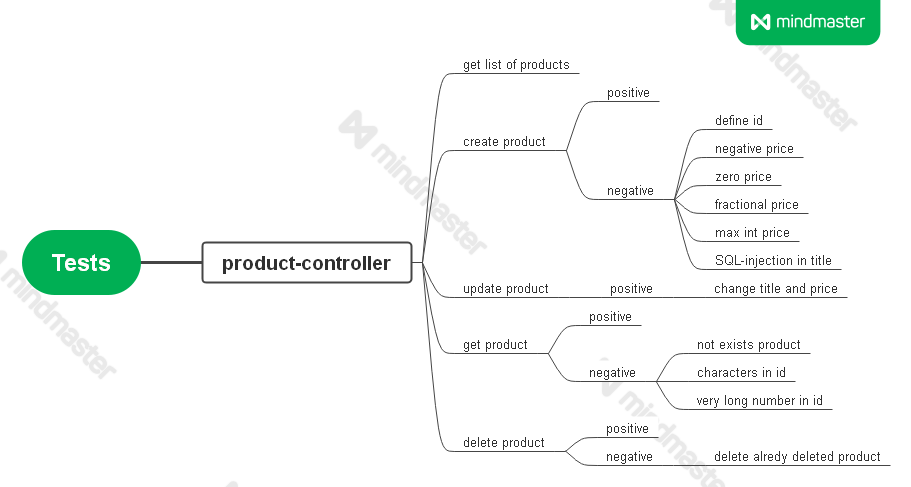 mindmaster
get list of products
positive
create product
define id
negative price
zero price
negative
fractional price
max int price
SQL-injection in title
Tests
product-controller
update product
positive
change title and price
get product
positive
negative
not exists product
characters in id
very long number in id
delete product
positive
negative
delete alredy deleted product
mindmaster
mindmaster
mindmaster
mindmaster